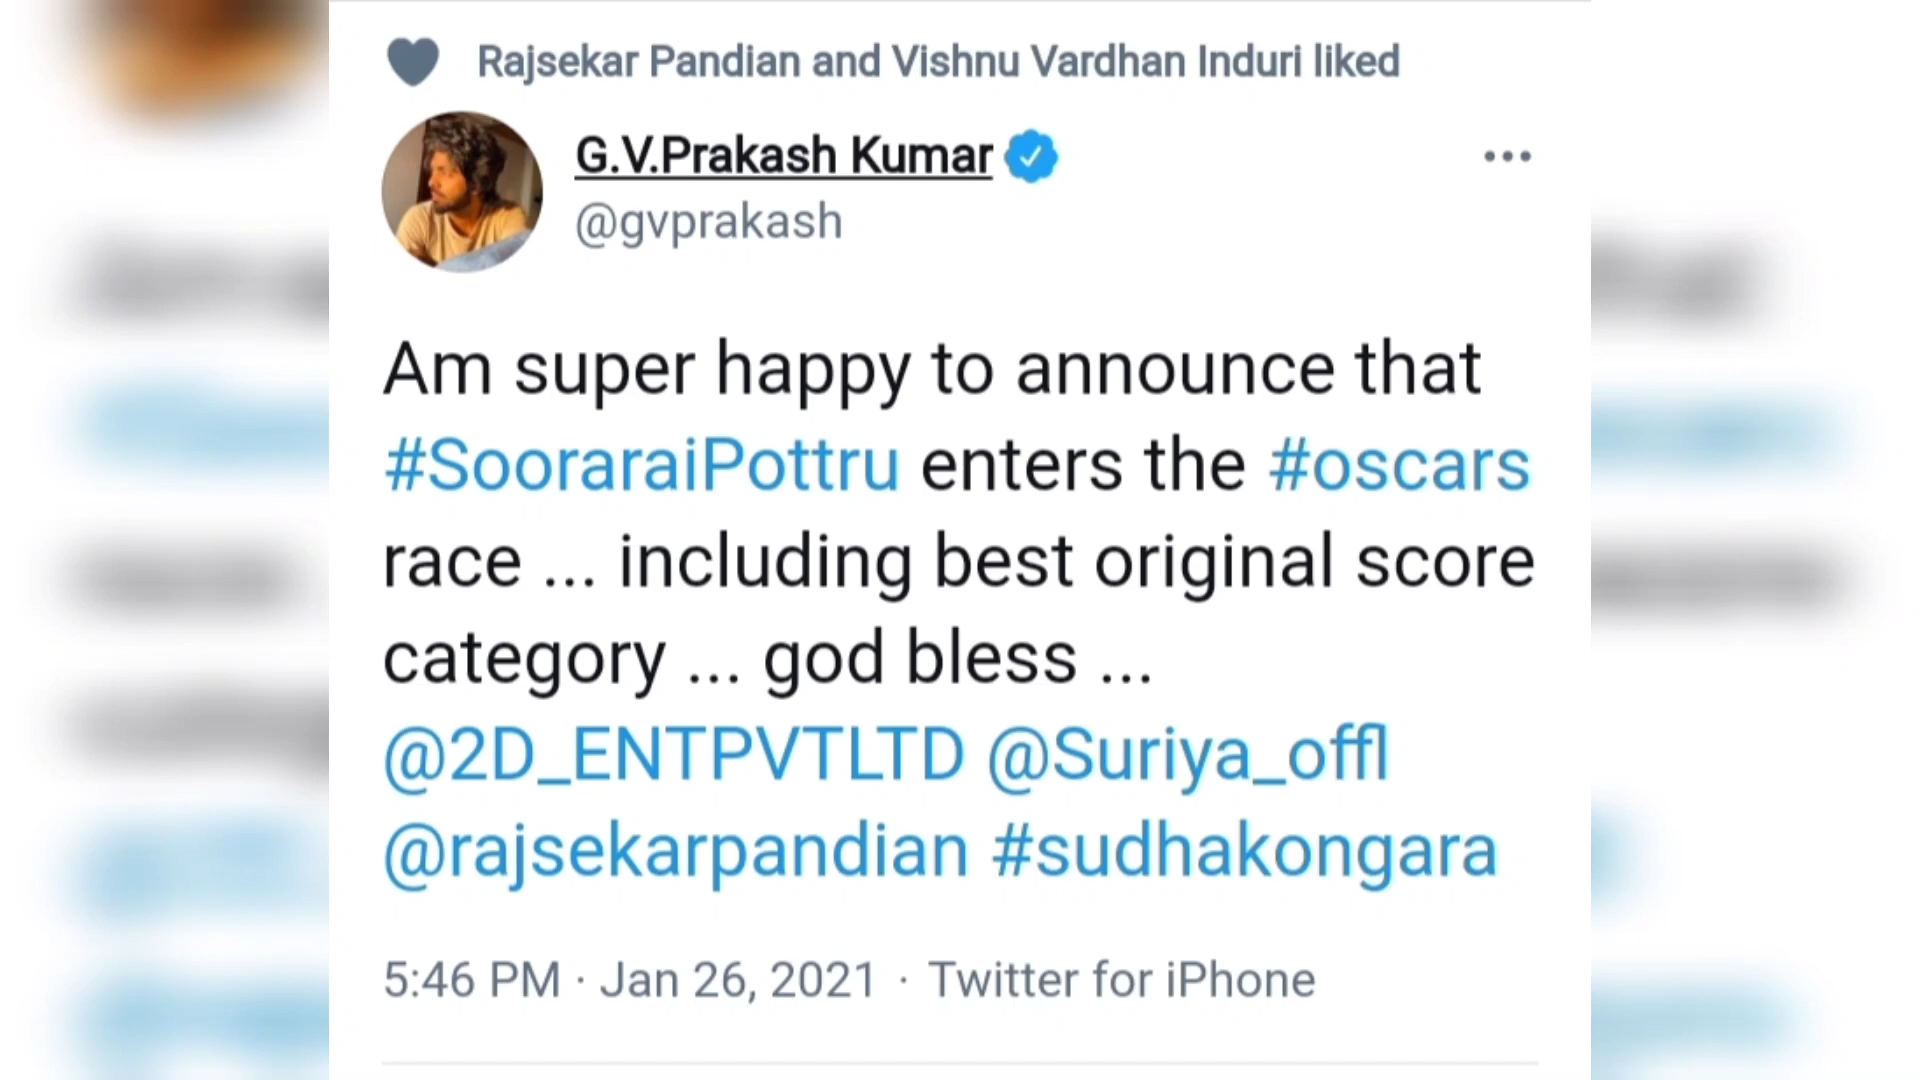 Rajsekar Pandian and Vishnu Vardhan Induri liked
G.V.Prakash Kumar
@gvprakash
Am super happy to announce that
#SooraraiPottru enters the #oscars
race ... including best original score
category ... god bless ...
@2D_ENTPVTLTD @Suriya_offl
@rajsekarpandian #sudhakongara
5:46 PM · Jan 26, 2021 · Twitter for iPhone